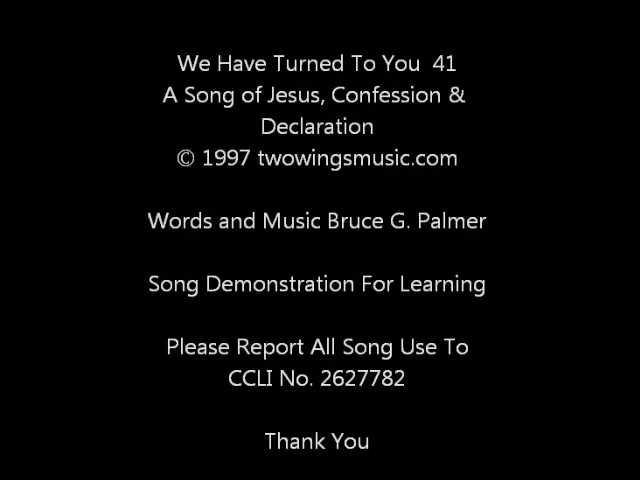 We Have Turned To You  41
A Song of Jesus, Confession &
Declaration
© 1997 twowingsmusic.com
Words and Music Bruce G. Palmer
Song Demonstration For Learning
Please Report All Song Use To
CCLI No. 2627782
Thank You